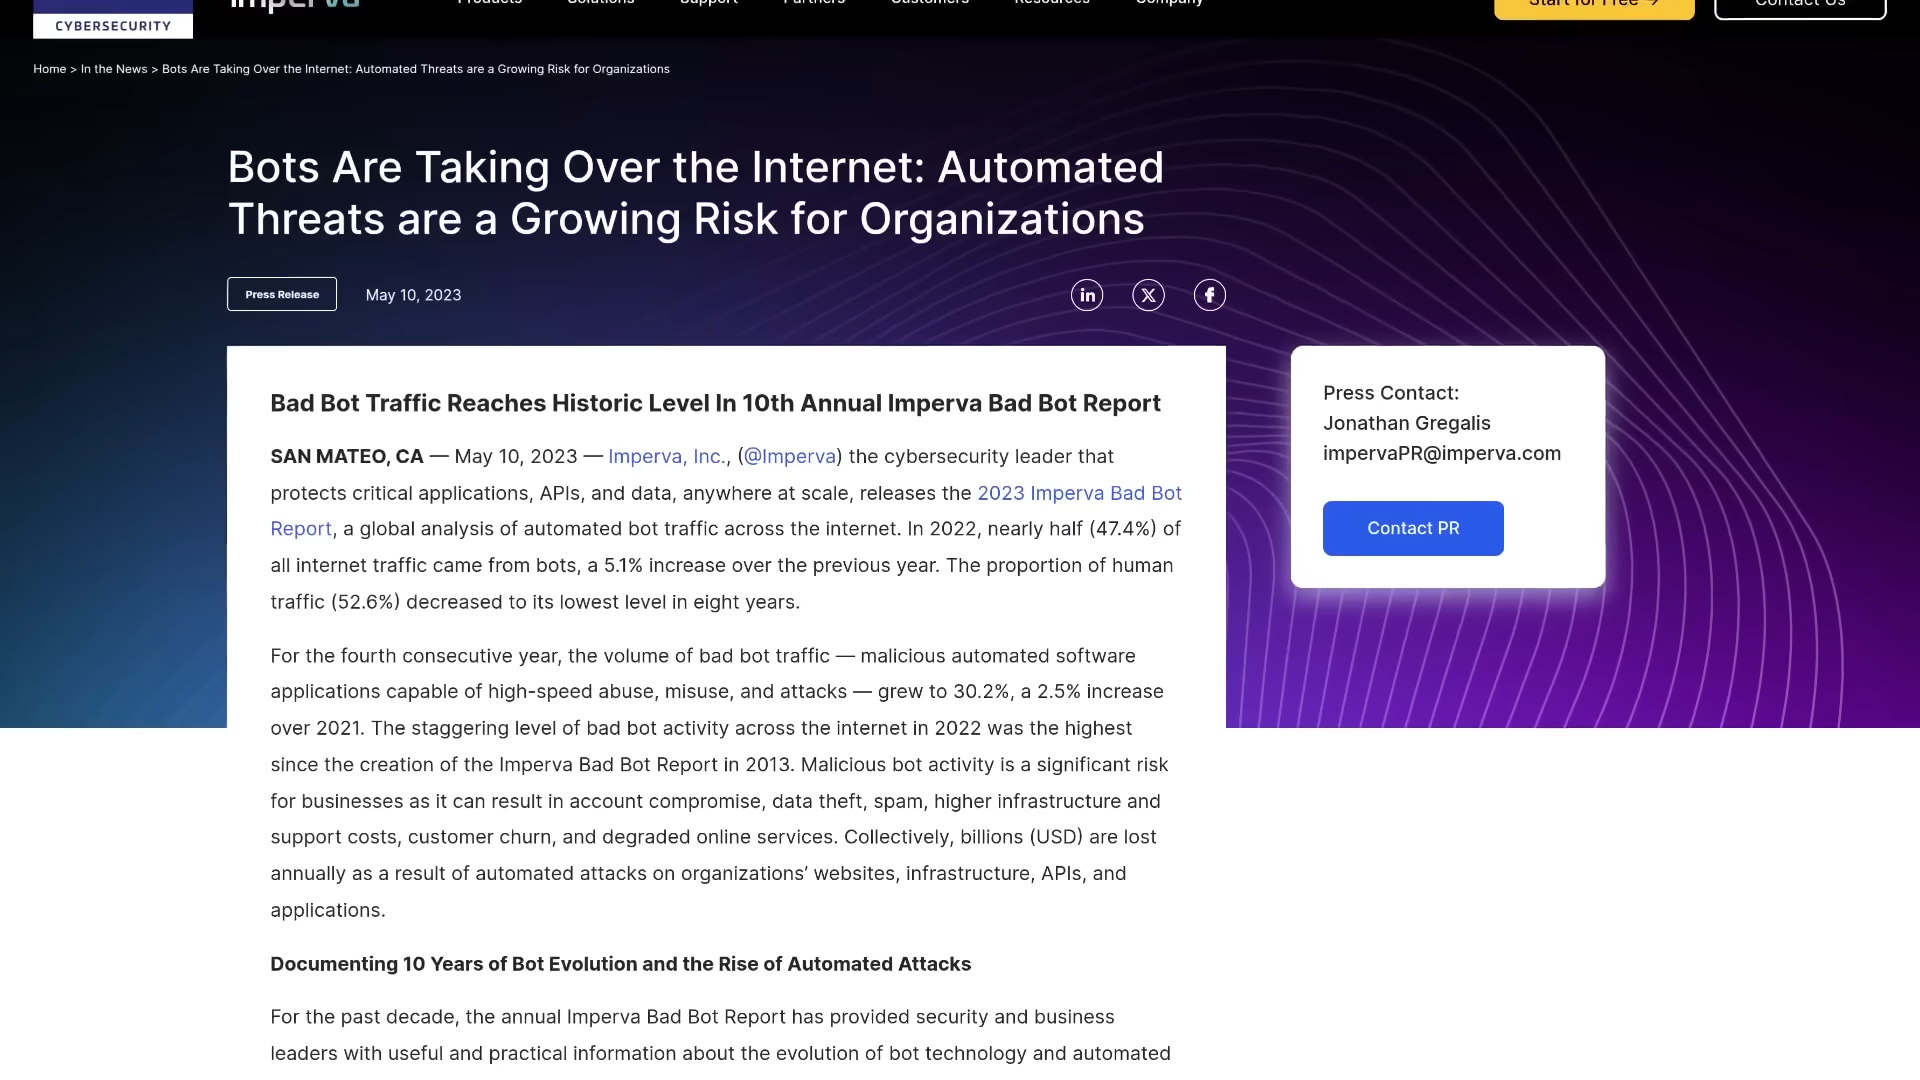 imperva
Products Solutions Support Partners Customers Resources Company
Start for Free → Contact Us
CYBERSECURITY
Home > In the News > Bots Are Taking Over the Internet: Automated Threats are a Growing Risk for Organizations
Bots Are Taking Over the Internet: Automated
Threats are a Growing Risk for Organizations
Press Release May 10, 2023
Bad Bot Traffic Reaches Historic Level In 10th Annual Imperva Bad Bot Report
SAN MATEO, CA — May 10, 2023 — Imperva, Inc., (@Imperva) the cybersecurity leader that
protects critical applications, APIs, and data, anywhere at scale, releases the 2023 Imperva Bad Bot
Report, a global analysis of automated bot traffic across the internet. In 2022, nearly half (47.4%) of
all internet traffic came from bots, a 5.1% increase over the previous year. The proportion of human
traffic (52.6%) decreased to its lowest level in eight years.
For the fourth consecutive year, the volume of bad bot traffic — malicious automated software
applications capable of high-speed abuse, misuse, and attacks — grew to 30.2%, a 2.5% increase
over 2021. The staggering level of bad bot activity across the internet in 2022 was the highest
since the creation of the Imperva Bad Bot Report in 2013. Malicious bot activity is a significant risk
for businesses as it can result in account compromise, data theft, spam, higher infrastructure and
support costs, customer churn, and degraded online services. Collectively, billions (USD) are lost
annually as a result of automated attacks on organizations’ websites, infrastructure, APIs, and
applications.
Documenting 10 Years of Bot Evolution and the Rise of Automated Attacks
For the past decade, the annual Imperva Bad Bot Report has provided security and business
leaders with useful and practical information about the evolution of bot technology and automated
Press Contact:
Jonathan Gregalis
impervaPR@imperva.com
Contact PR